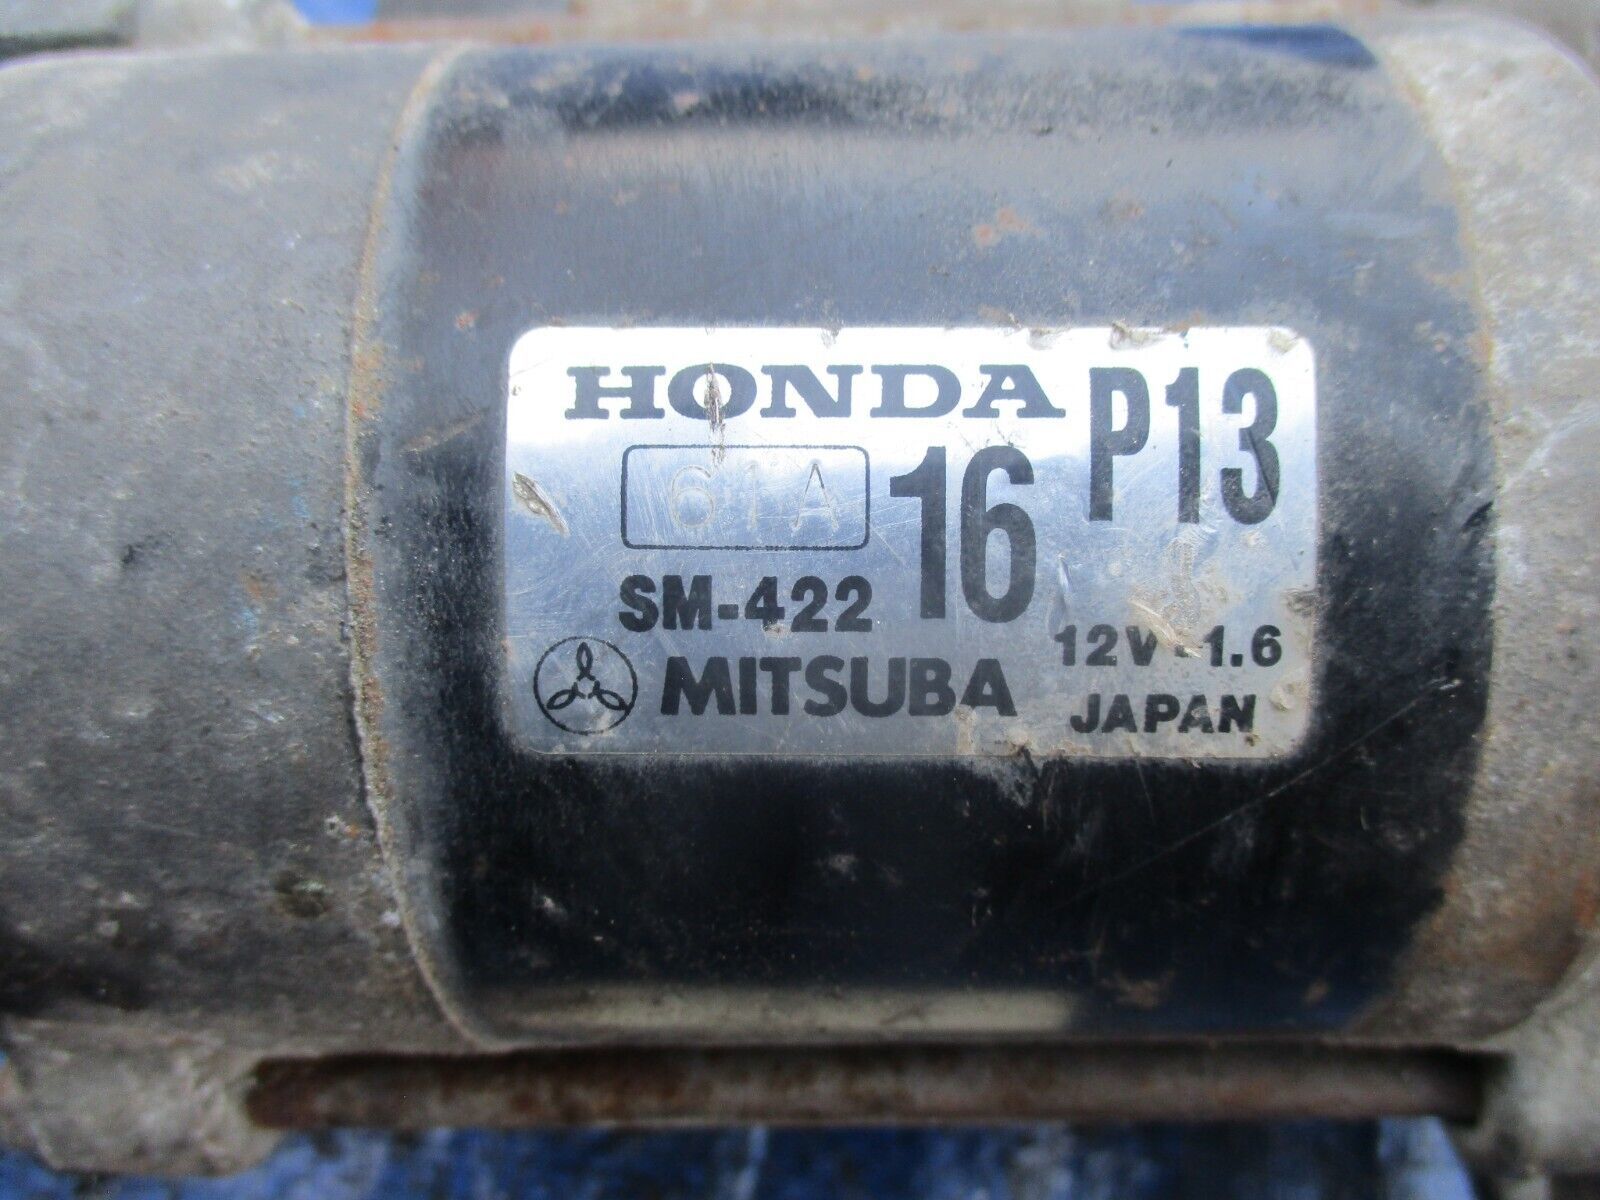 HONDA P13
61A 16
SM-422
12V-1.6
MITSUBA
JAPAN